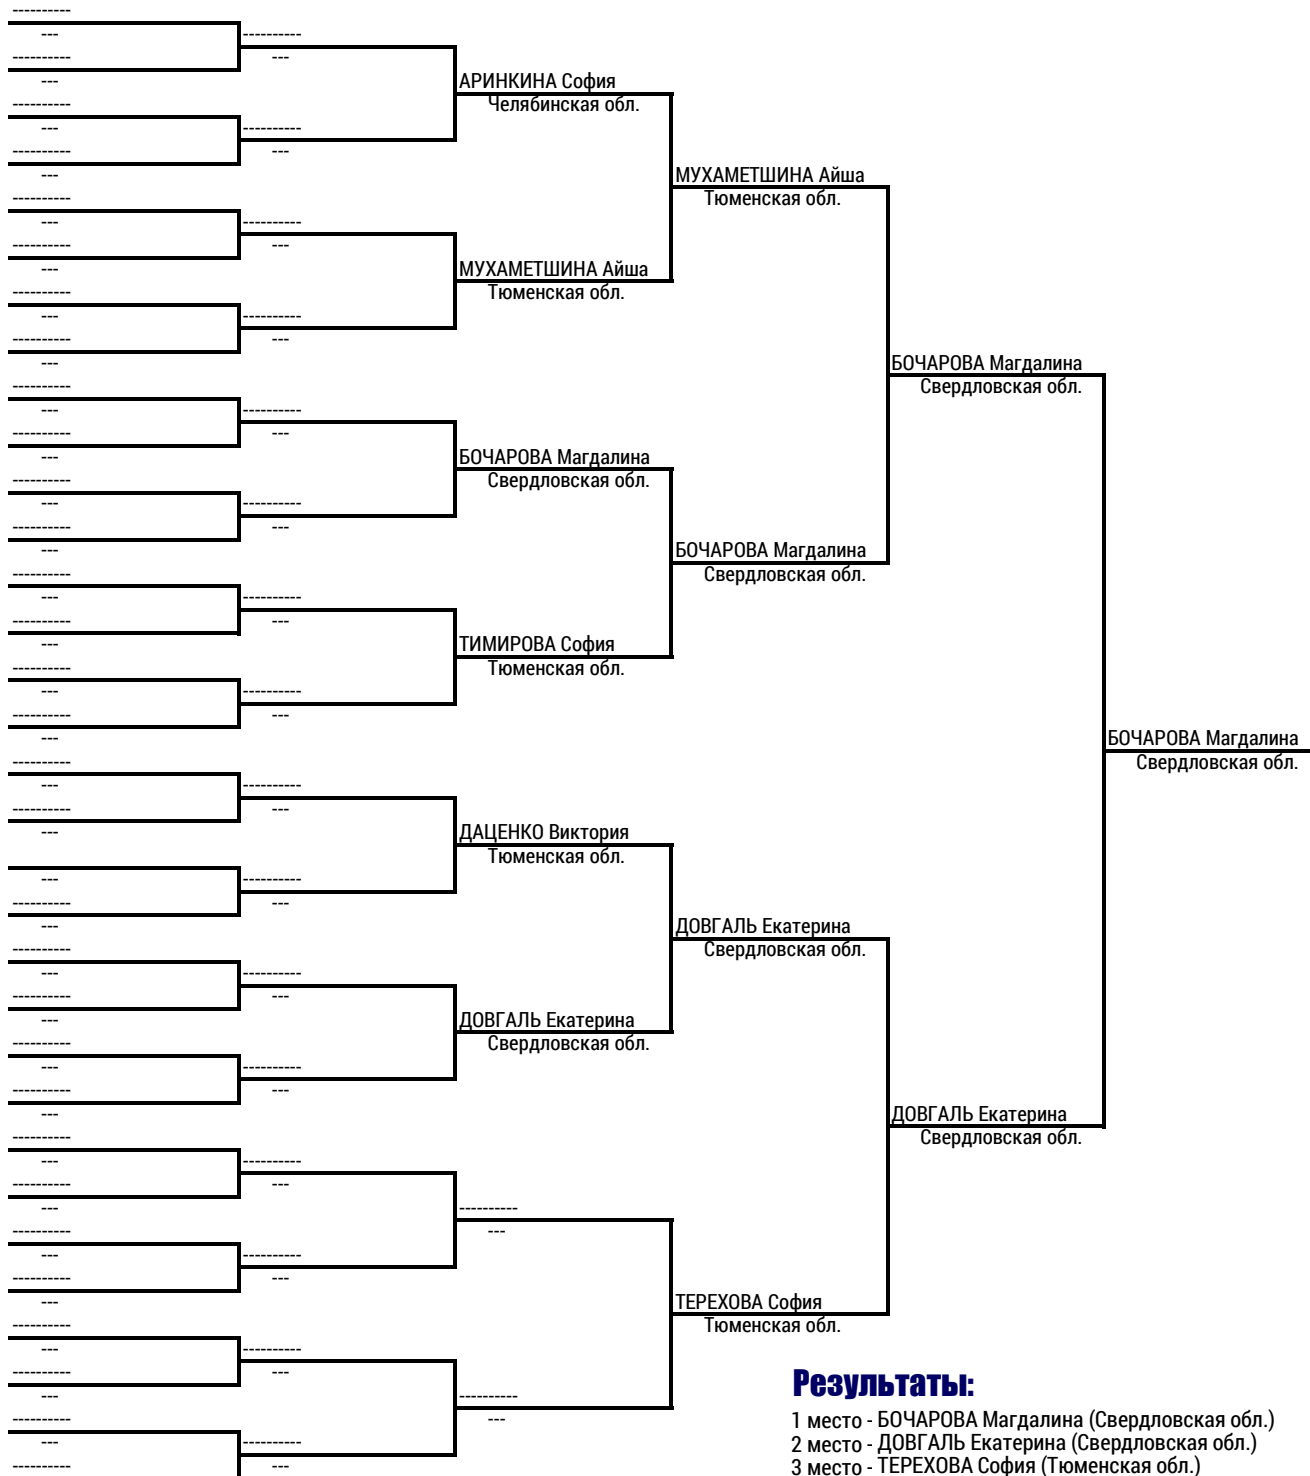 АРИНКИНА София
Челябинская обл.
МУХАМЕТШИНА Айша
Тюменская обл.
МУХАМЕТШИНА Айша
Тюменская обл.
БОЧАРОВА Магдалина
Свердловская обл.
БОЧАРОВА Магдалина
Свердловская обл.
БОЧАРОВА Магдалина
Свердловская обл.
ТИМИРОВА София
Тюменская обл.
БОЧАРОВА Магдалина
Свердловская обл.
ДАЦЕНКО Виктория
Тюменская обл.
ДОВГАЛЬ Екатерина
Свердловская обл.
ДОВГАЛЬ Екатерина
Свердловская обл.
ДОВГАЛЬ Екатерина
Свердловская обл.
ТЕРЕХОВА София
Тюменская обл.
Результаты:
1 место - БОЧАРОВА Магдалина (Свердловская обл.)
2 место - ДОВГАЛЬ Екатерина (Свердловская обл.)
3 место - ТЕРЕХОВА София (Тюменская обл.)